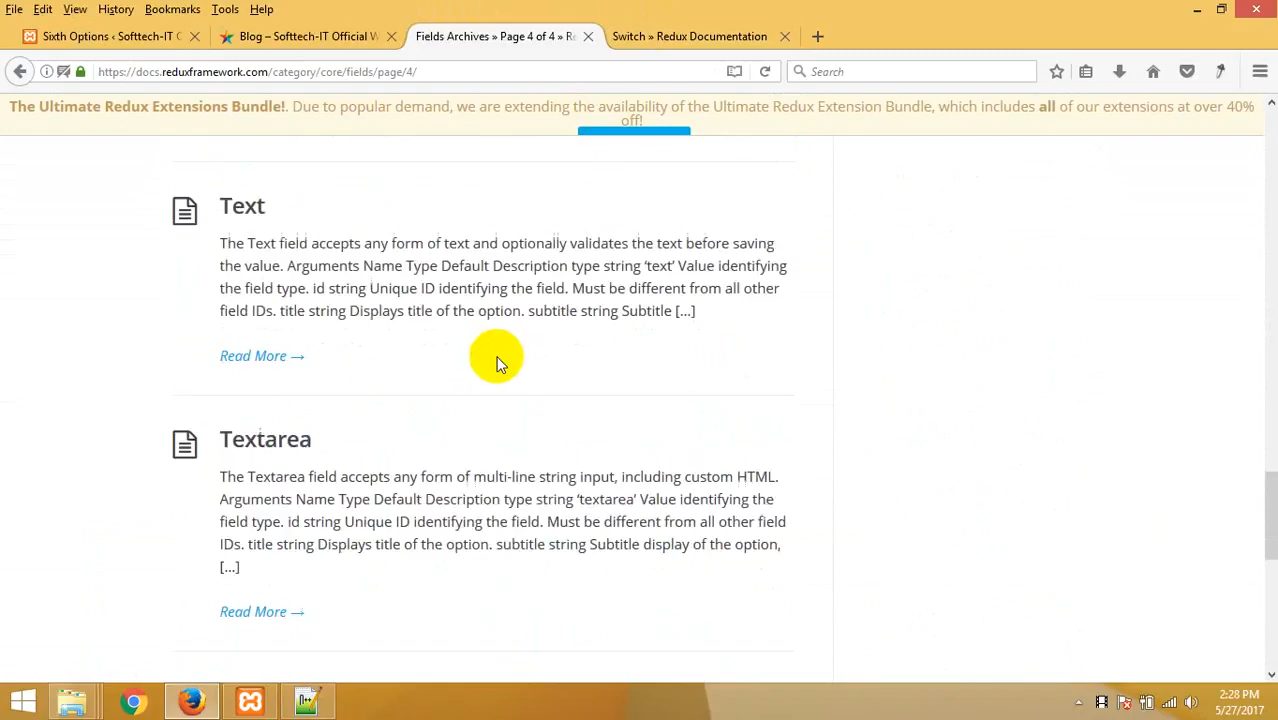 File Edit View History Bookmarks Tools Help
Sixth Options ‹ Softtech-IT C
Blog – Softtech-IT Official W
Fields Archives » Page 4 of 4 » Re
Switch » Redux Documentation
https://docs.reduxframework.com/category/core/fields/page/4/
Search
The Ultimate Redux Extensions Bundle!. Due to popular demand, we are extending the availability of the Ultimate Redux Extension Bundle, which includes all of our extensions at over 40%
off!
Text
The Text field accepts any form of text and optionally validates the text before saving
the value. Arguments Name Type Default Description type string ‘text’ Value identifying
the field type. id string Unique ID identifying the field. Must be different from all other
field IDs. title string Displays title of the option. subtitle string Subtitle [...]
Read More →
Textarea
The Textarea field accepts any form of multi-line string input, including custom HTML.
Arguments Name Type Default Description type string ‘textarea’ Value identifying the
field type. id string Unique ID identifying the field. Must be different from all other field
IDs. title string Displays title of the option. subtitle string Subtitle display of the option,
[...]
Read More →
2:28 PM
5/27/2017